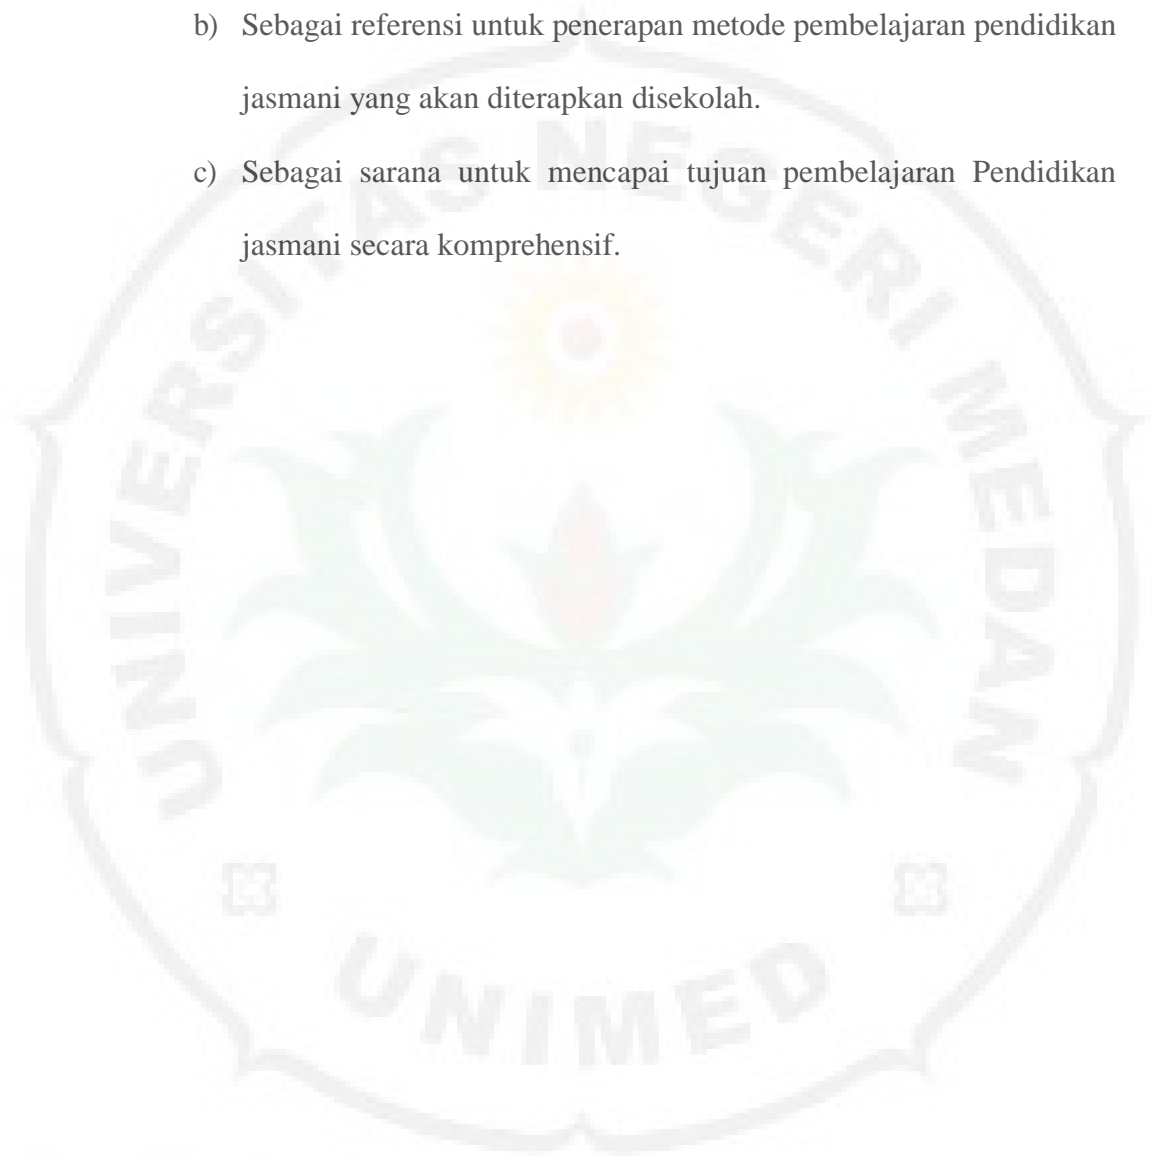 b) Sebagai referensi untuk penerapan metode pembelajaran pendidikan
jasmani yang akan diterapkan disekolah.
c) Sebagai sarana untuk mencapai tujuan pembelajaran Pendidikan
jasmani secara komprehensif.
UNIVERSITAS NEGERI MEDAN
UNIMED